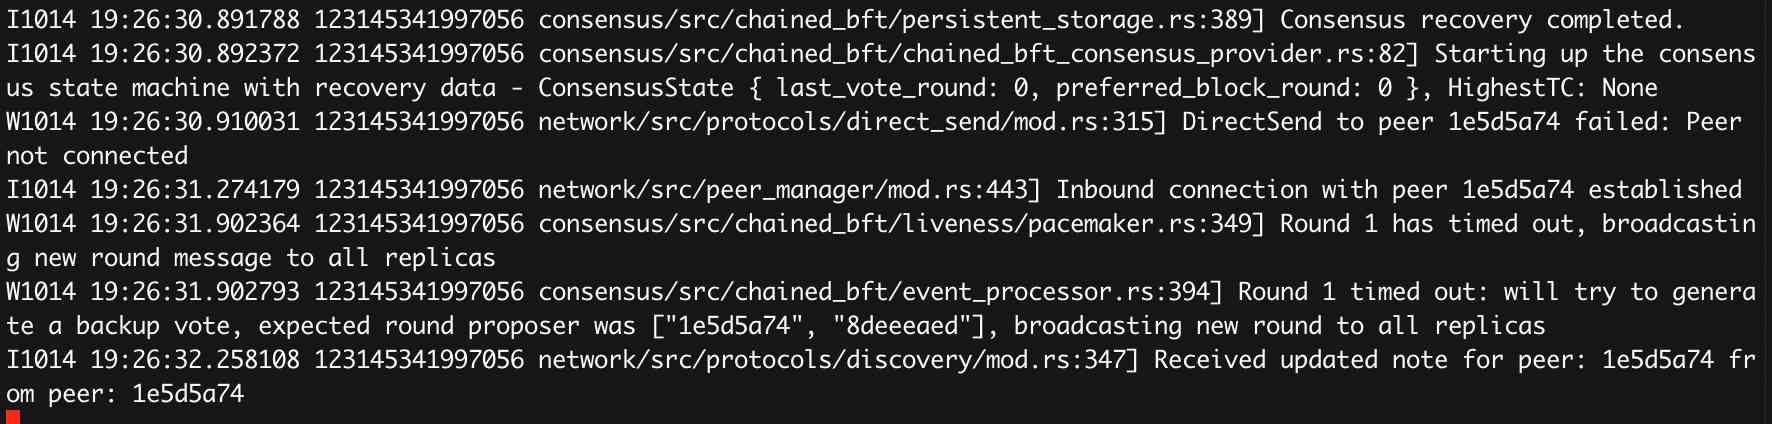 I1014 19:26:30.891788 123145341997056 consensus/src/chained_bft/persistent_storage.rs:389] Consensus recovery completed.
I1014 19:26:30.892372 123145341997056 consensus/src/chained_bft/chained_bft_consensus_provider.rs:82] Starting up the consens
us state machine with recovery data - ConsensusState { last_vote_round: 0, preferred_block_round: 0 }, HighestTC: None
W1014 19:26:30.910031 123145341997056 network/src/protocols/direct_send/mod.rs:315] DirectSend to peer 1e5d5a74 failed: Peer
not connected
I1014 19:26:31.274179 123145341997056 network/src/peer_manager/mod.rs:443] Inbound connection with peer 1e5d5a74 established
W1014 19:26:31.902364 123145341997056 consensus/src/chained_bft/liveness/pacemaker.rs:349] Round 1 has timed out, broadcastin
g new round message to all replicas
W1014 19:26:31.902793 123145341997056 consensus/src/chained_bft/event_processor.rs:394] Round 1 timed out: will try to genera
te a backup vote, expected round proposer was ["1e5d5a74", "8deeeaed"], broadcasting new round to all replicas
I1014 19:26:32.258108 123145341997056 network/src/protocols/discovery/mod.rs:347] Received updated note for peer: 1e5d5a74 fr
om peer: 1e5d5a74